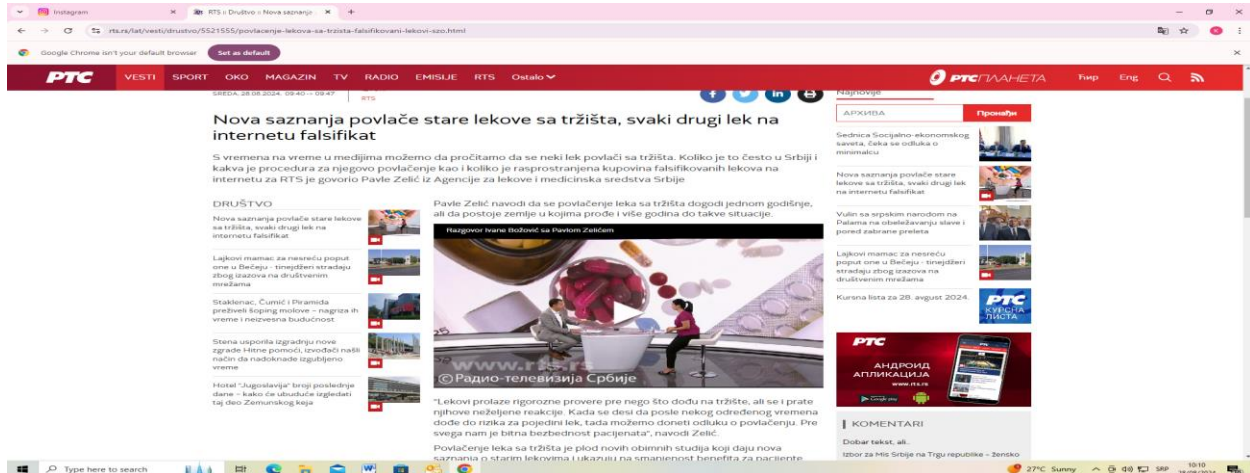 Instagram
RTS :: Društvo :: Nova saznanja
rts.rs/lat/vesti/drustvo/5521555/povlacenje-lekova-sa-trzista-falsifikovani-lekovi-szo.html
Google Chrome isn't your default browser
Set as default
РТС
VESTI SPORT OKO MAGAZIN TV RADIO EMISIJE RTS Ostalo
РТС ПЛАНЕТА
Ћир Eng
SREDA, 28.08.2024, 09:40 -> 09:47
RTS
Nova saznanja povlače stare lekove sa tržišta, svaki drugi lek na
internetu falsifikat
S vremena na vreme u medijima možemo da pročitamo da se neki lek povlači sa tržišta. Koliko je to često u Srbiji i
kakva je procedura za njegovo povlačenje kao i koliko je rasprostranjena kupovina falsifikovanih lekova na
internetu za RTS je govorio Pavle Zelić iz Agencije za lekove i medicinska sredstva Srbije
DRUŠTVO
Nova saznanja povlače stare lekove
sa tržišta, svaki drugi lek na
internetu falsifikat
Lajkovi mamac za nesreću poput
one u Bečeju - tinejdžeri stradaju
zbog izazova na društvenim
mrežama
Staklenac, Čumić i Piramida
preživeli šoping molove – nagriza ih
vreme i neizvesna budućnost
Stena usporila izgradnju nove
zgrade Hitne pomoći, izvođači našli
način da nadoknade izgubljeno
vreme
Hotel "Jugoslavija" broji poslednje
dane – kako će ubuduće izgledati
taj deo Zemunskog keja
Pavle Zelić navodi da se povlačenje leka sa tržišta dogodi jednom godišnje,
ali da postoje zemlje u kojima prođe i više godina do takve situacije.
Razgovor Ivane Božović sa Pavlom Zelićem
www.rts.rs
©Радио-телевизија Србије
"Lekovi prolaze rigorozne provere pre nego što dođu na tržište, ali se i prate
njihove neželjene reakcije. Kada se desi da posle nekog određenog vremena
dođe do rizika za pojedini lek, tada možemo doneti odluku o povlačenju. Pre
svega nam je bitna bezbednost pacijenata", navodi Zelić.
Povlačenje leka sa tržišta je plod novih obimnih studija koji daju nova
saznanja o starim lekovima i ukazuju na smanjenost benefita za pacijente
Najnovije
АРХИВА
Пронађи
Sednica Socijalno-ekonomskog
saveta, čeka se odluka o
minimalcu
Nova saznanja povlače stare
lekove sa tržišta, svaki drugi lek
na internetu falsifikat
Vulin sa srpskim narodom na
Palama na obeležavanju slave i
pored zabrane preleta
Lajkovi mamac za nesreću
poput one u Bečeju - tinejdžeri
stradaju zbog izazova na
društvenim mrežama
Kursna lista za 28. avgust 2024.
РТС
КУРСНА
ЛИСТА
РТС
АНДРОИД
АПЛИКАЦИЈА
www.rts.rs
Google play
KOMENTARI
Dobar tekst, ali..
Izbor za Mis Srbije na Trgu republike – žensko
Type here to search
27°C Sunny
SRP
10:10
28/08/2024